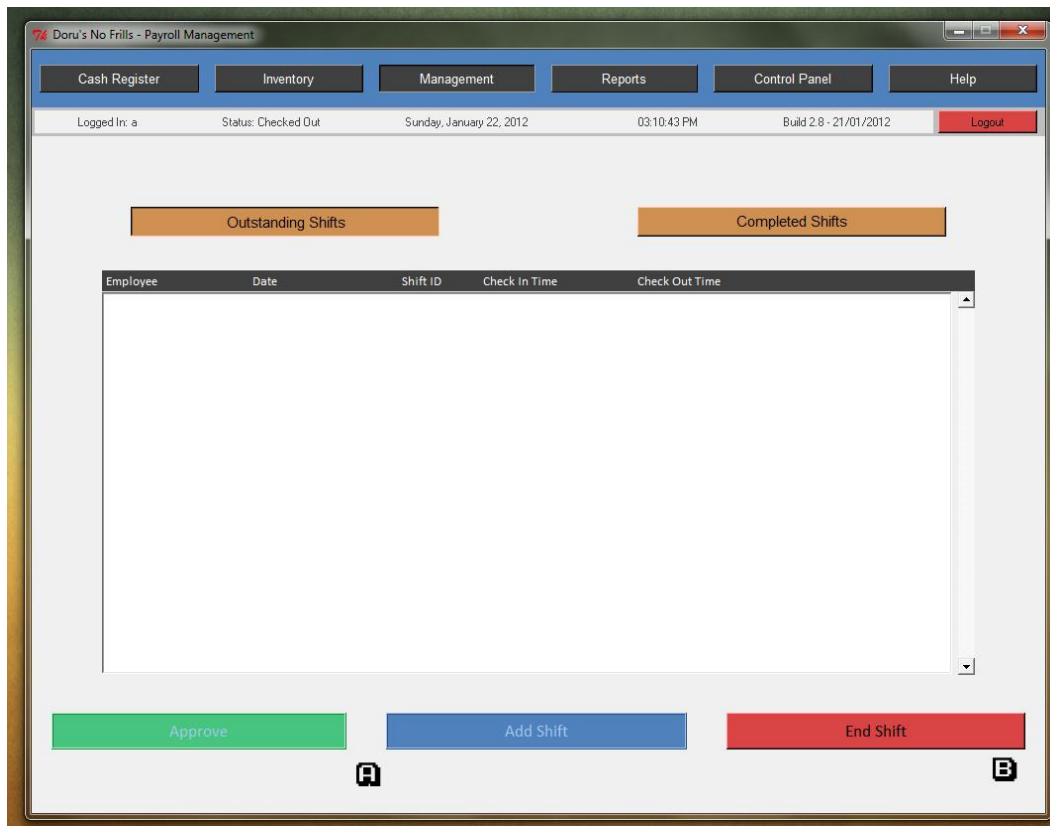 Doru's No Frills - Payroll Management
Cash Register Inventory Management Reports Control Panel Help
Logged In: a Status: Checked Out Sunday, January 22, 2012 03:10:43 PM Build 2.8 - 21/01/2012 Logout
Outstanding Shifts Completed Shifts
Employee Date Shift ID Check In Time Check Out Time
Approve Add Shift End Shift
A B